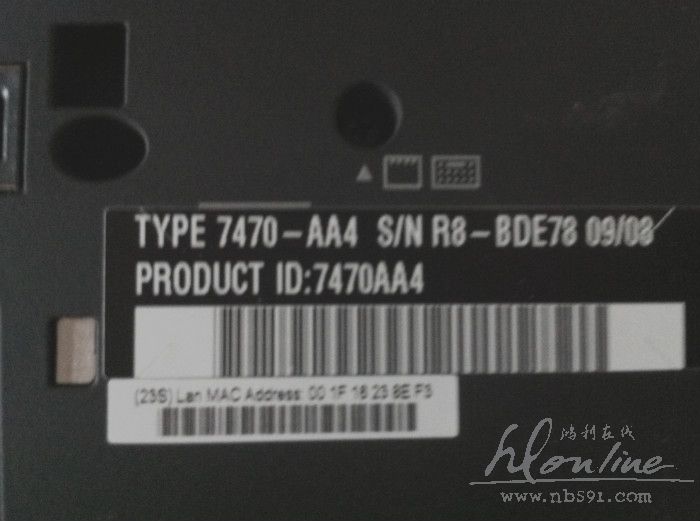 TYPE 7470-AA4 S/N R8-BDE78 09/08
PRODUCT ID:7470AA4
(23S) Lan MAC Address: 00 1F 16 23 8E F3
鸿利在线
hlonline
www.nb591.com